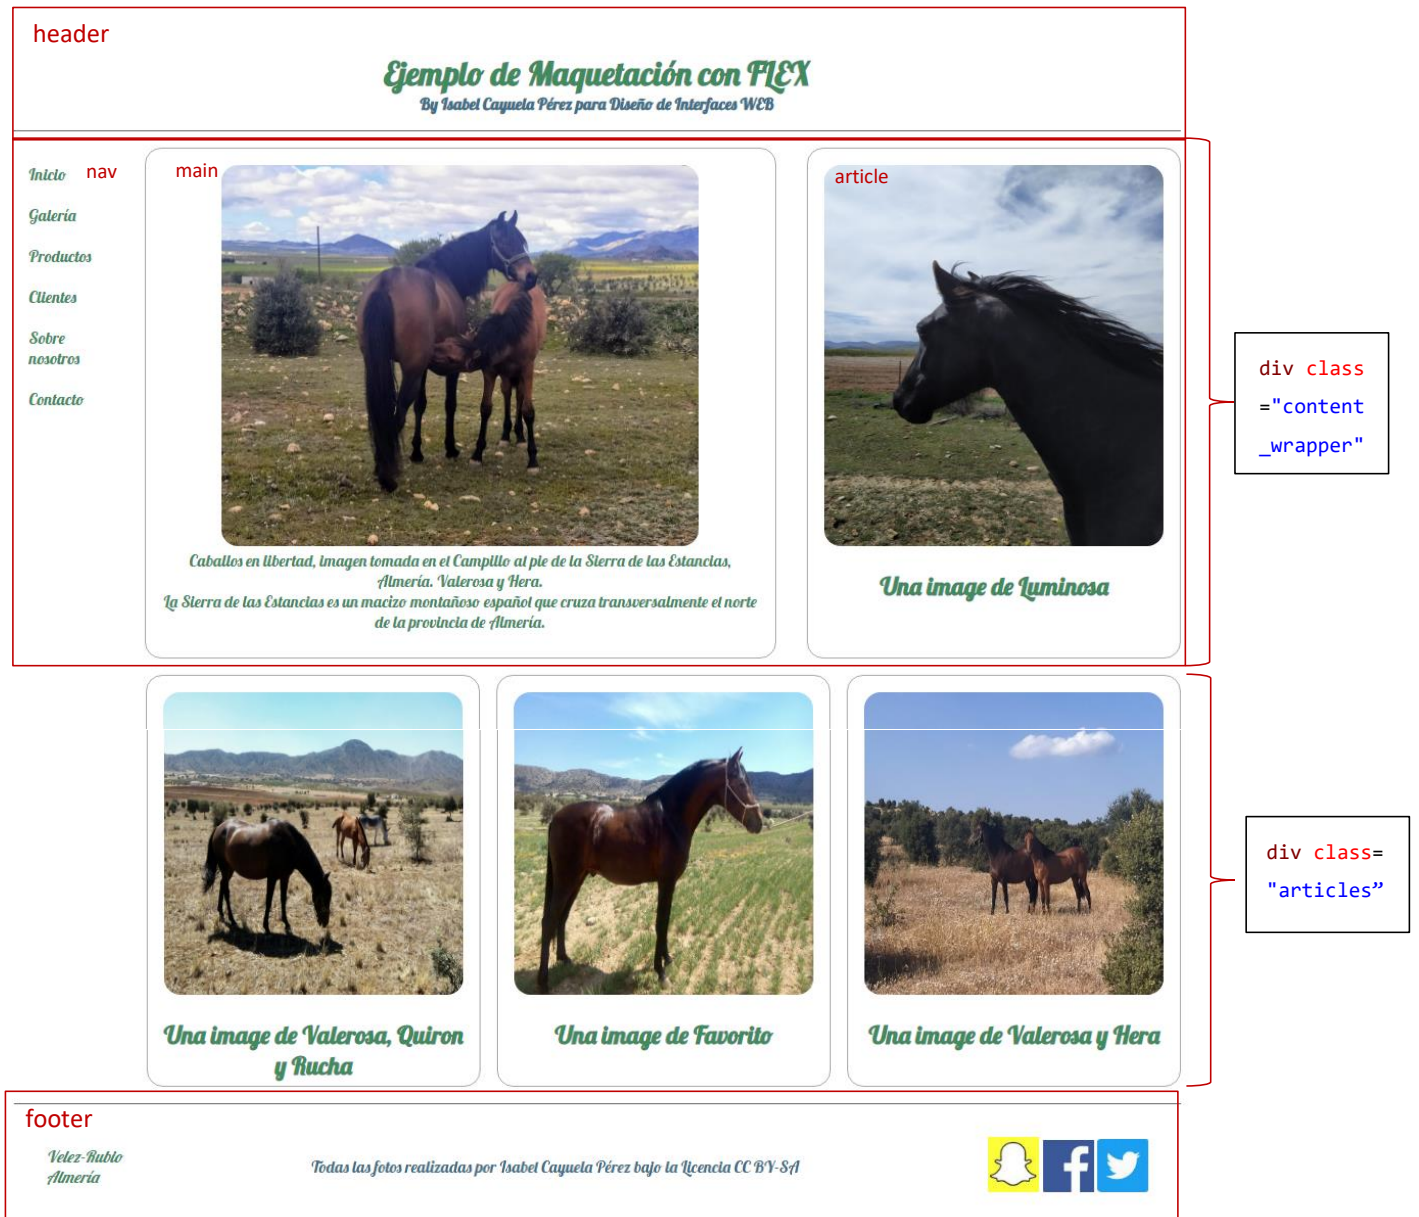 header
Ejemplo de Maquetación con FLEX
By Isabel Cayuela Pérez para Diseño de Interfaces WEB
Inicio
nav
Galería
Productos
Clientes
Sobre
nosotros
Contacto
main
Caballos en libertad, imagen tomada en el Campillo al pie de la Sierra de las Estancias,
Almería. Valerosa y Hera.
La Sierra de las Estancias es un macizo montañoso español que cruza transversalmente el norte
de la provincia de Almería.
article
Una image de Luminosa
div class
="content
_wrapper"
Una image de Valerosa, Quiron
y Rucha
Una image de Favorito
Una image de Valerosa y Hera
div class=
"articles”
footer
Velez-Rubio
Almería
Todas las fotos realizadas por Isabel Cayuela Pérez bajo la Licencia CC BY-SA